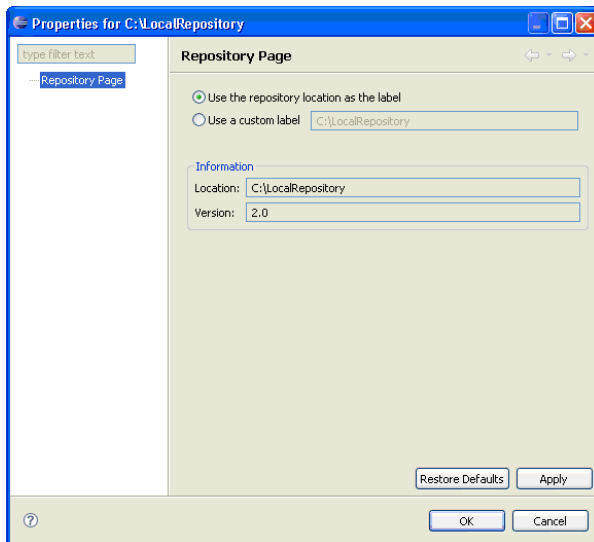 Properties for C:\LocalRepository
type filter text
Repository Page
Repository Page
Use the repository location as the label
Use a custom label C:\LocalRepository
Information
Location: C:\LocalRepository
Version: 2.0
Restore Defaults Apply
? OK Cancel